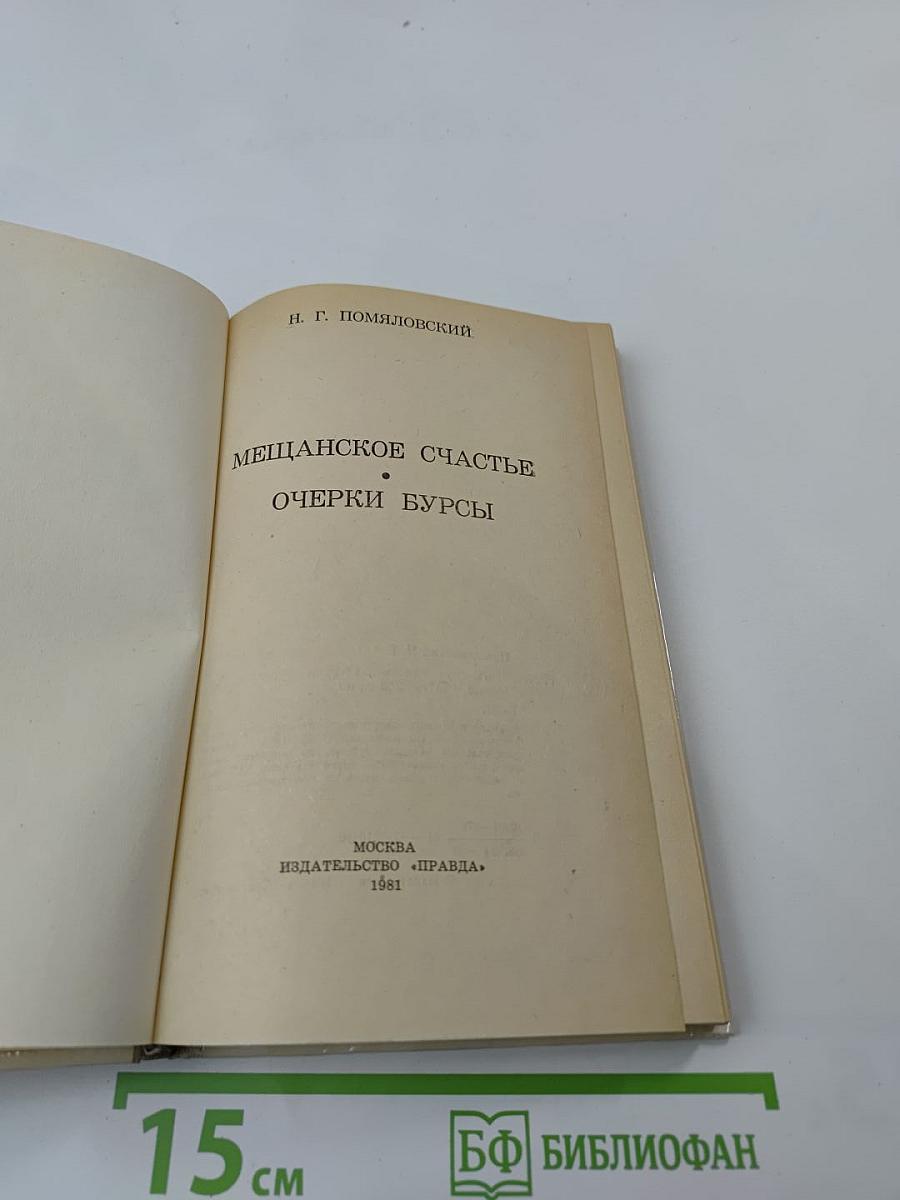 Н. Г. ПОМЯЛОВСКИЙ
МЕЩАНСКОЕ СЧАСТЬЕ
•
ОЧЕРКИ БУРСЫ
МОСКВА
ИЗДАТЕЛЬСТВО «ПРАВДА»
1981
15 см
БФ БИБЛИОФАН